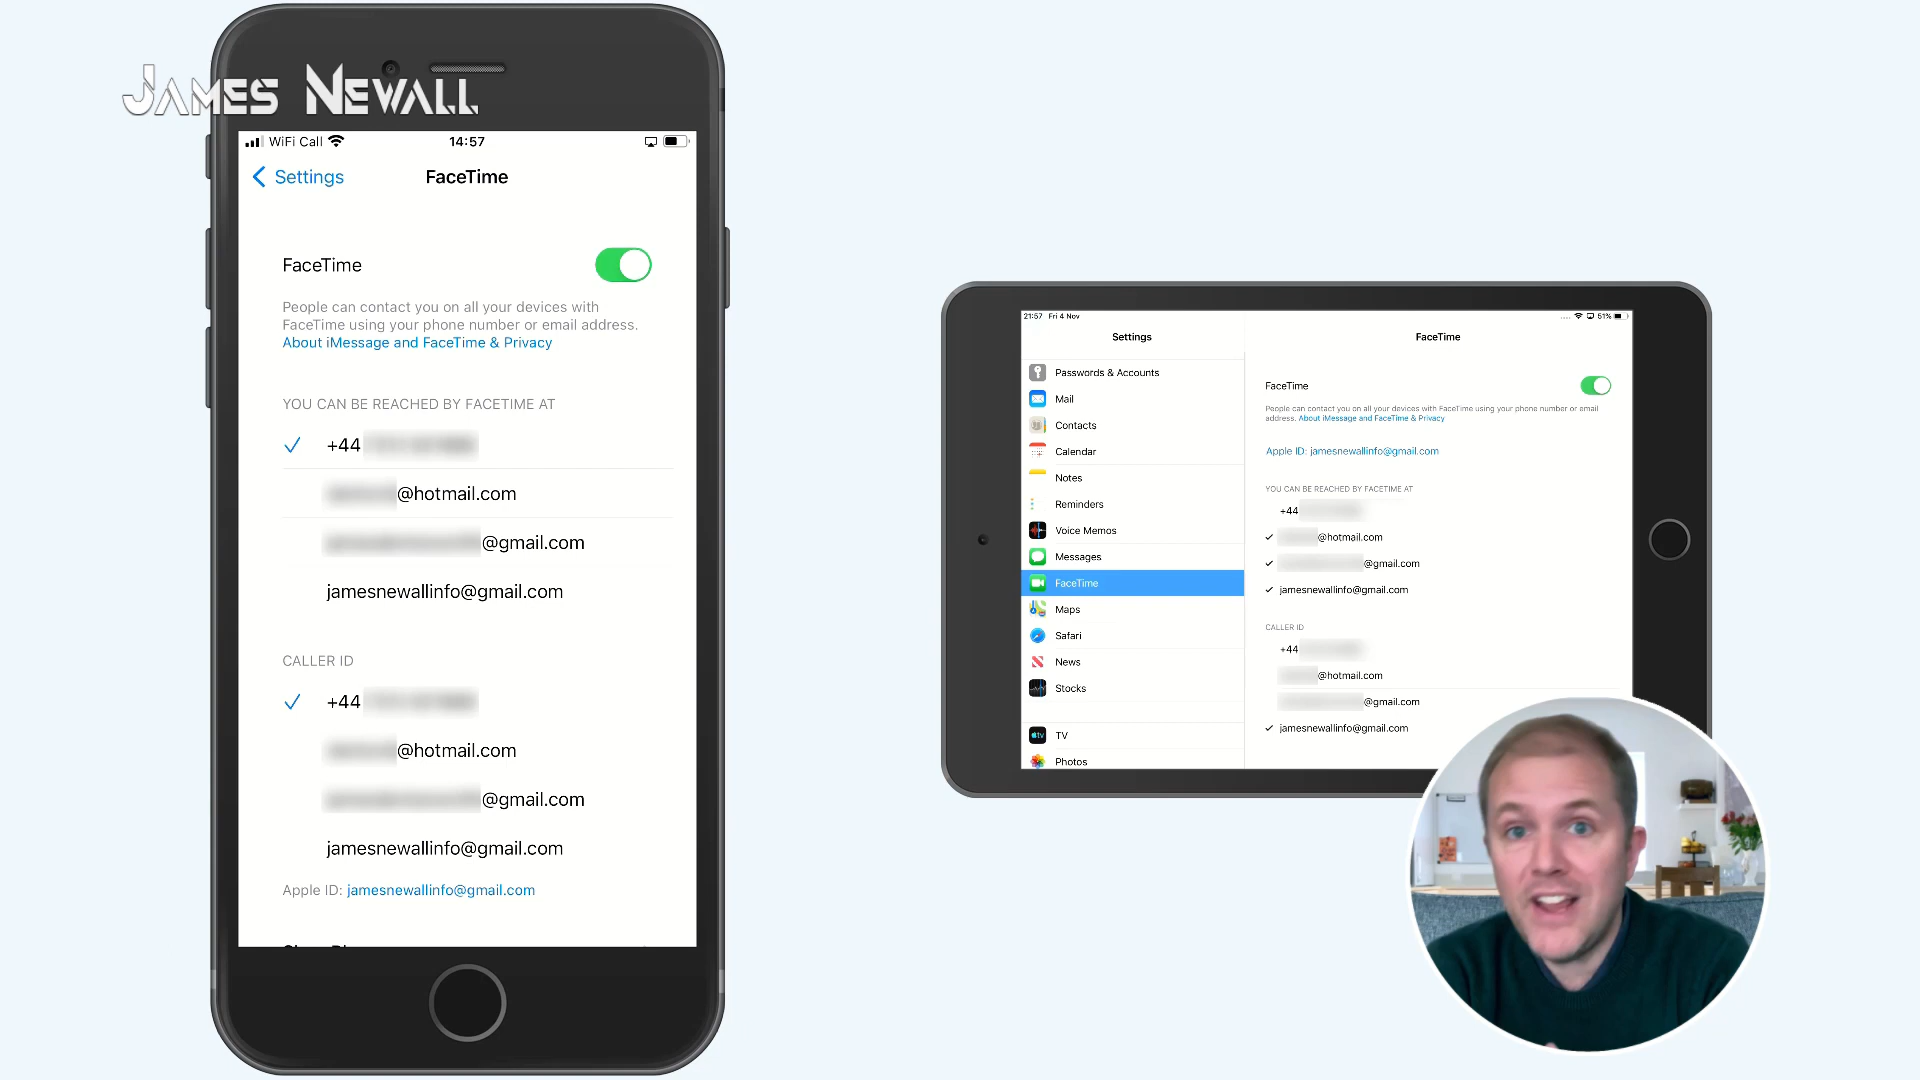 JAMES NEWALL
WiFi Call
14:57
Settings
FaceTime
FaceTime
People can contact you on all your devices with
FaceTime using your phone number or email address.
About iMessage and FaceTime & Privacy
YOU CAN BE REACHED BY FACETIME AT
+44
@hotmail.com
@gmail.com
jamesnewallinfo@gmail.com
CALLER ID
+44
@hotmail.com
@gmail.com
jamesnewallinfo@gmail.com
Apple ID: jamesnewallinfo@gmail.com
21:57 Fri 4 Nov
51%
Settings
Passwords & Accounts
Mail
Contacts
Calendar
Notes
Reminders
Voice Memos
Messages
FaceTime
Maps
Safari
News
Stocks
TV
Photos
FaceTime
FaceTime
People can contact you on all your devices with FaceTime using your phone number or email
address. About iMessage and FaceTime & Privacy
Apple ID: jamesnewallinfo@gmail.com
YOU CAN BE REACHED BY FACETIME AT
+44
@hotmail.com
@gmail.com
jamesnewallinfo@gmail.com
CALLER ID
+44
@hotmail.com
@gmail.com
jamesnewallinfo@gmail.com